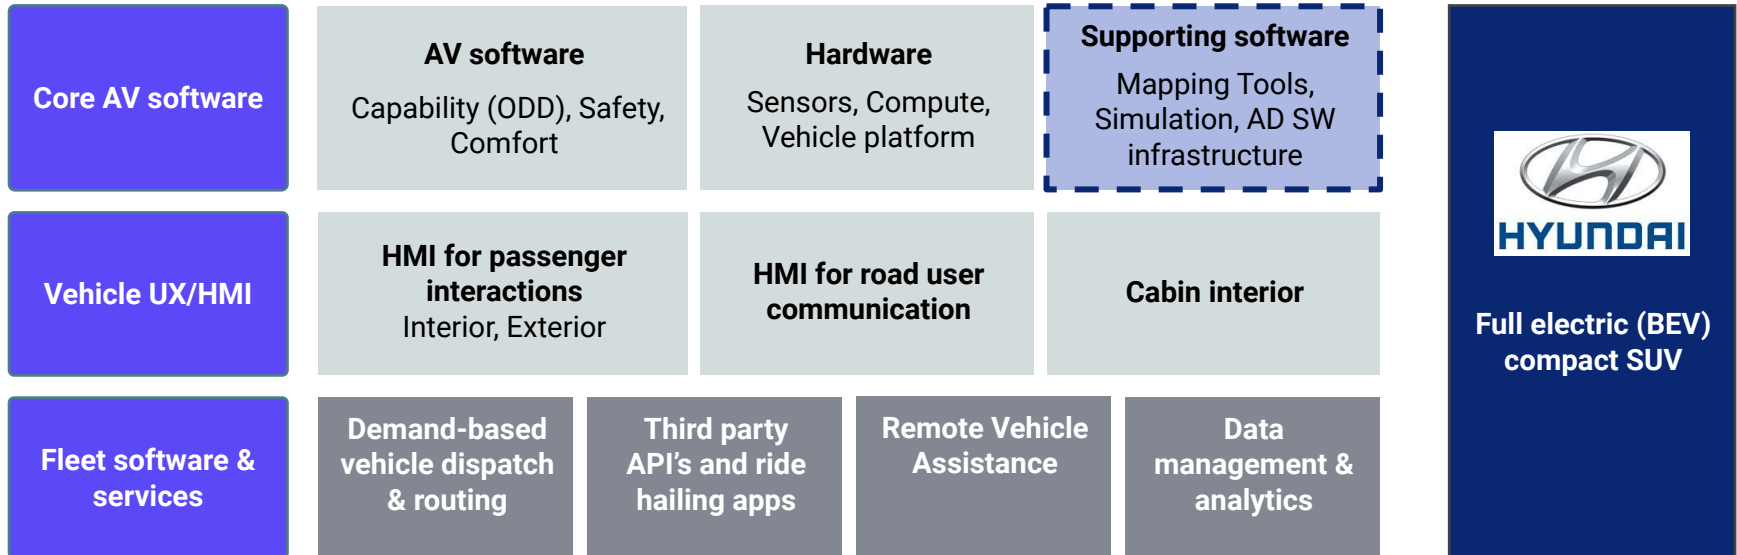 Core AV software
AV software
Capability (ODD), Safety,
Comfort
Hardware
Sensors, Compute,
Vehicle platform
Supporting software
Mapping Tools,
Simulation, AD SW
infrastructure
Vehicle UX/HMI
HMI for passenger
interactions
Interior, Exterior
HMI for road user
communication
Cabin interior
Fleet software &
services
Demand-based
vehicle dispatch
& routing
Third party
API’s and ride
hailing apps
Remote Vehicle
Assistance
Data
management &
analytics
HYUNDAI
Full electric (BEV)
compact SUV